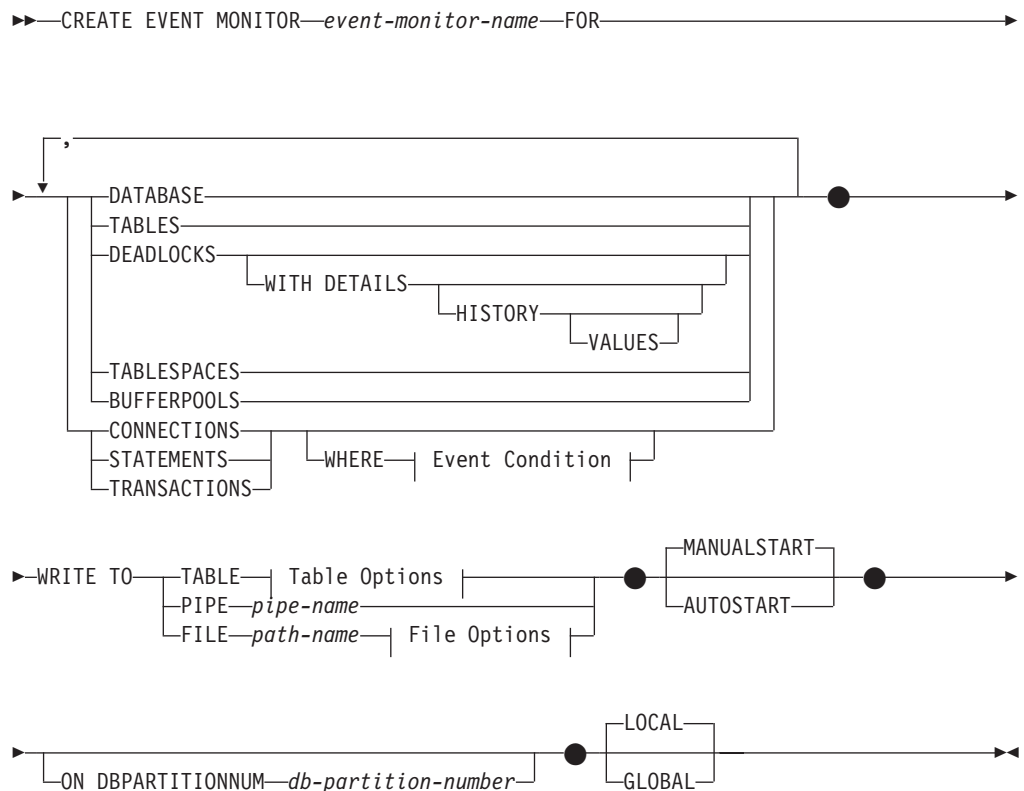 CREATE EVENT MONITOR event-monitor-name FOR
,
DATABASE
TABLES
DEADLOCKS
WITH DETAILS
HISTORY
VALUES
TABLESPACES
BUFFERPOOLS
CONNECTIONS
STATEMENTS
TRANSACTIONS
WHERE Event Condition
WRITE TO TABLE Table Options
PIPE pipe-name
FILE path-name File Options
MANUALSTART
AUTOSTART
ON DBPARTITIONNUM db-partition-number
LOCAL
GLOBAL